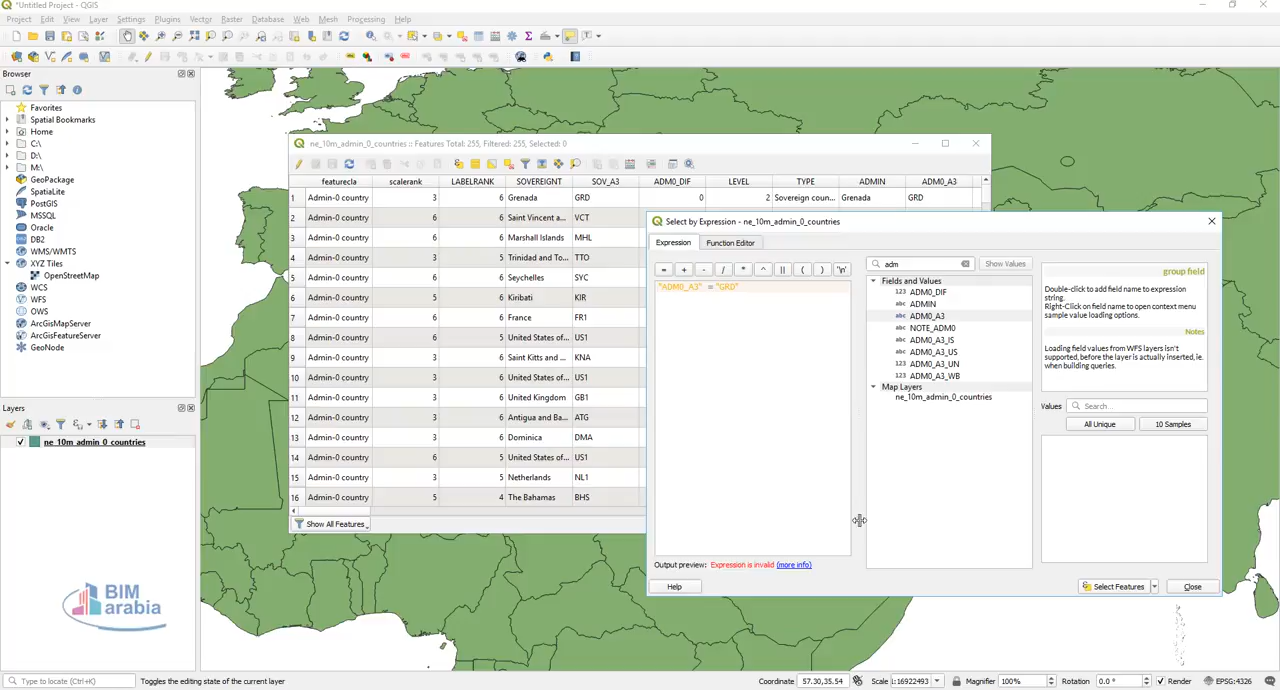 *Untitled Project - QGIS
Project Edit View Layer Settings Plugins Vector Raster Database Web Mesh Processing Help
Browser
Favorites
Spatial Bookmarks
Home
C:\
D:\
M:\
GeoPackage
SpatiaLite
PostGIS
MSSQL
Oracle
DB2
WMS/WMTS
XYZ Tiles
OpenStreetMap
WCS
WFS
OWS
ArcGisMapServer
ArcGisFeatureServer
GeoNode
Layers
ne_10m_admin_0_countries
BIM
arabia
ne_10m_admin_0_countries :: Features Total: 255, Filtered: 255, Selected: 0
featurecla scalerank LABELRANK SOVEREIGNT SOV_A3 ADM0_DIF LEVEL TYPE ADMIN ADM0_A3
1 Admin-0 country 3 6 Grenada GRD 0 2 Sovereign coun... Grenada GRD
2 Admin-0 country 6 6 Saint Vincent a... VCT
3 Admin-0 country 6 6 Marshall Islands MHL
4 Admin-0 country 3 5 Trinidad and To... TTO
5 Admin-0 country 6 6 Seychelles SYC
6 Admin-0 country 6 6 Kiribati KIR
7 Admin-0 country 3 6 France FR1
8 Admin-0 country 6 5 United States of... US1
9 Admin-0 country 3 6 Saint Kitts and ... KNA
10 Admin-0 country 3 6 United States of... US1
11 Admin-0 country 3 6 United Kingdom GB1
12 Admin-0 country 3 6 Antigua and Ba... ATG
13 Admin-0 country 3 6 Dominica DMA
14 Admin-0 country 6 5 United States of... US1
15 Admin-0 country 3 5 Netherlands NL1
16 Admin-0 country 5 4 The Bahamas BHS
Show All Features
Select by Expression - ne_10m_admin_0_countries
Expression Function Editor
= + - / * ^ || ( ) '\n'
"ADM0_A3" ="GRD"
adm Show Values
Fields and Values
123 ADM0_DIF
abc ADMIN
abc ADM0_A3
abc NOTE_ADM0
abc ADM0_A3_IS
abc ADM0_A3_US
123 ADM0_A3_UN
123 ADM0_A3_WB
Map Layers
ne_10m_admin_0_countries
group field
Double-click to add field name to expression
string.
Right-Click on field name to open context menu
sample value loading options.
Notes
Loading field values from WFS layers isn't
supported, before the layer is actually inserted, ie.
when building queries.
Values Search...
All Unique 10 Samples
Output preview: Expression is invalid (more info)
Help Select Features Close
Type to locate (Ctrl+K) Toggles the editing state of the current layer Coordinate 57.30,35.54 Scale 1:16922493 Magnifier 100% Rotation 0.0 ° Render EPSG:4326